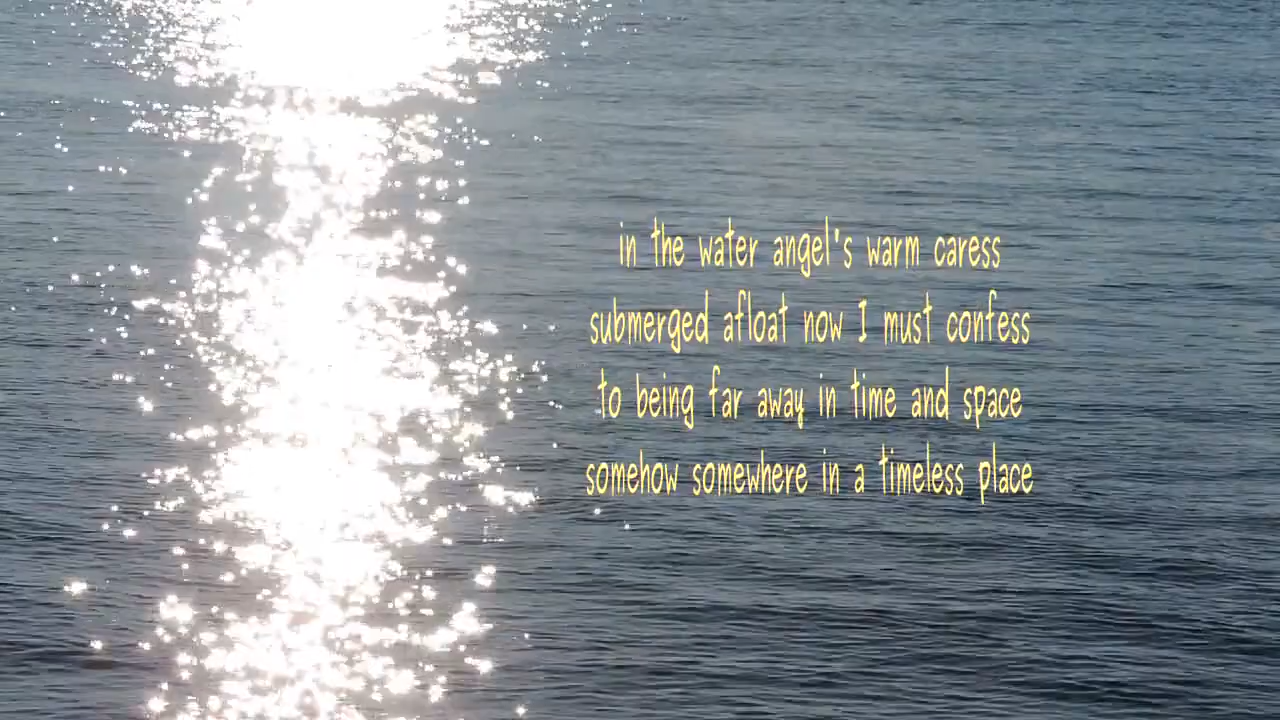 in the water angel's warm caress
submerged afloat now I must confess
to being far away in time and space
somehow somewhere in a timeless place